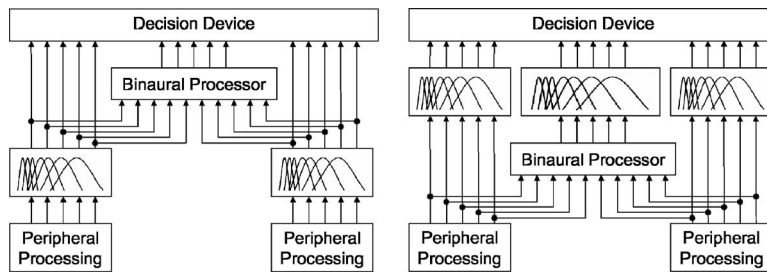 Decision Device
Binaural Processor
Peripheral
Processing
Peripheral
Processing
Decision Device
Binaural Processor
Peripheral
Processing
Peripheral
Processing